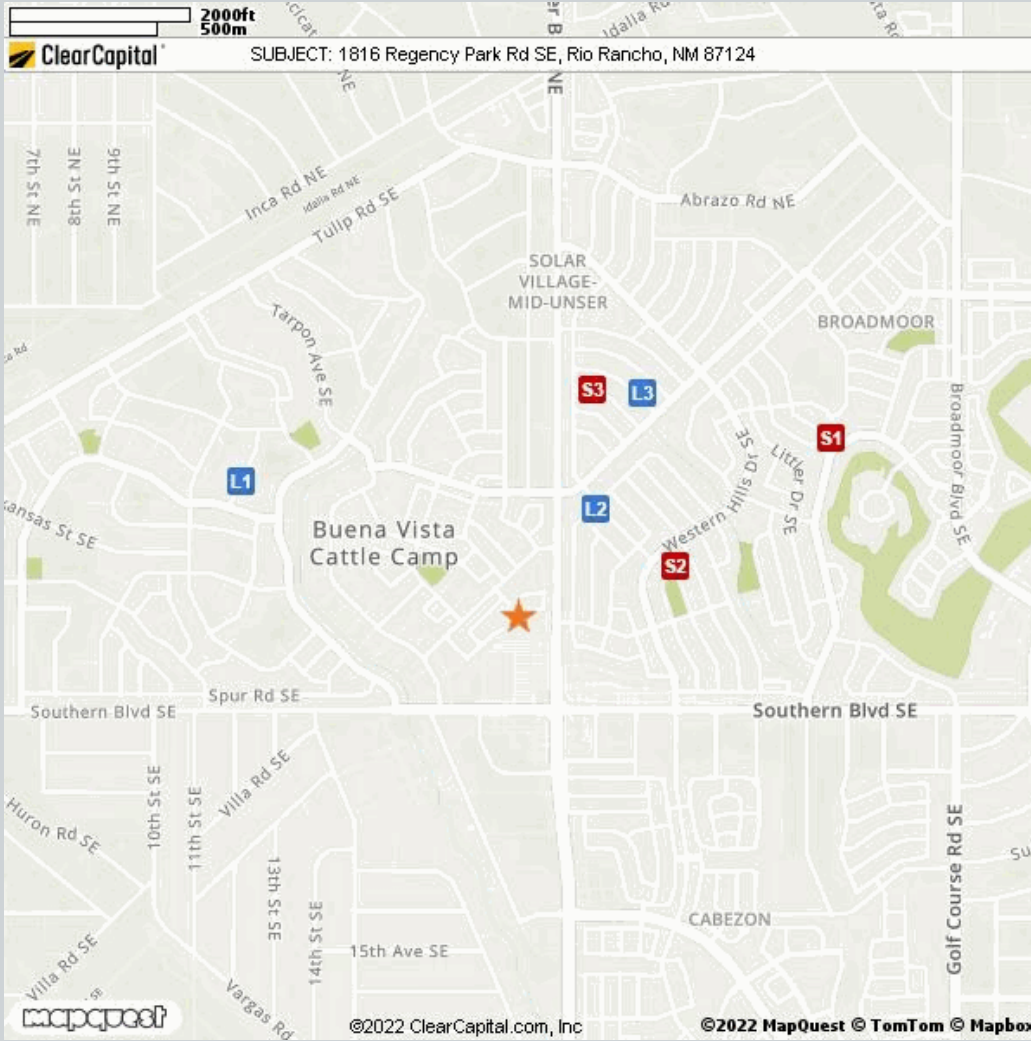 2000ft
500m
ClearCapital
SUBJECT: 1816 Regency Park Rd SE, Rio Rancho, NM 87124
Idalia Rd
NE
NE
7th St NE
8th St NE
9th St NE
Inca Rd NE
Idalia Rd NE
Tulip Rd SE
Abrazo Rd NE
SOLAR
VILLAGE-
MID-UNSER
Tarpon Ave SE
BROADMOOR
S3
L3
Broadmoor Blvd SE
S1
L1
Western Hills Dr SE
Littler Dr SE
L2
Buena Vista
Cattle Camp
S2
Spur Rd SE
Southern Blvd SE
Southern Blvd SE
10th St SE
11th St SE
Villa Rd SE
Huron Rd SE
13th St SE
14th St SE
Golf Course Rd SE
CABEZON
15th Ave SE
Villa Rd SE
SE
Vargas Rd
mapquest
©2022 ClearCapital.com, Inc
©2022 MapQuest © TomTom © Mapbox